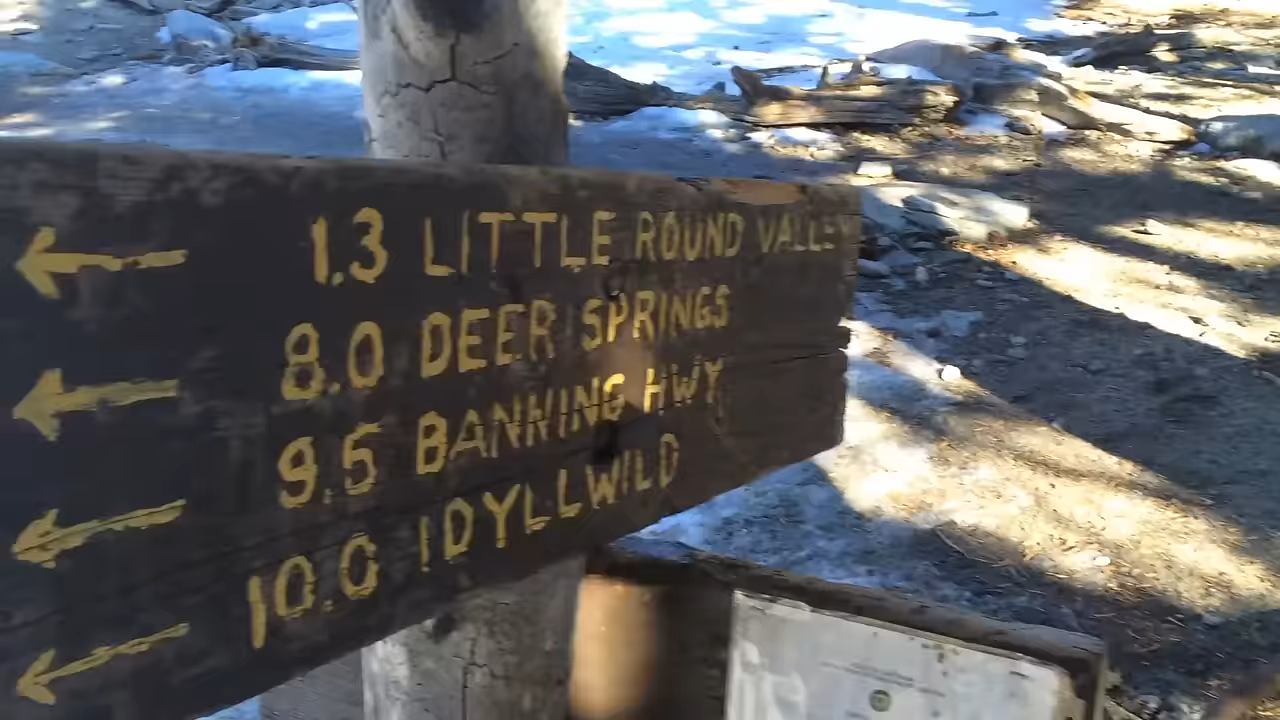 1.3 LITTLE ROUND VALLEY
8.0 DEER SPRINGS
9.5 BANNING HWY
10.0 IDYLLWILD